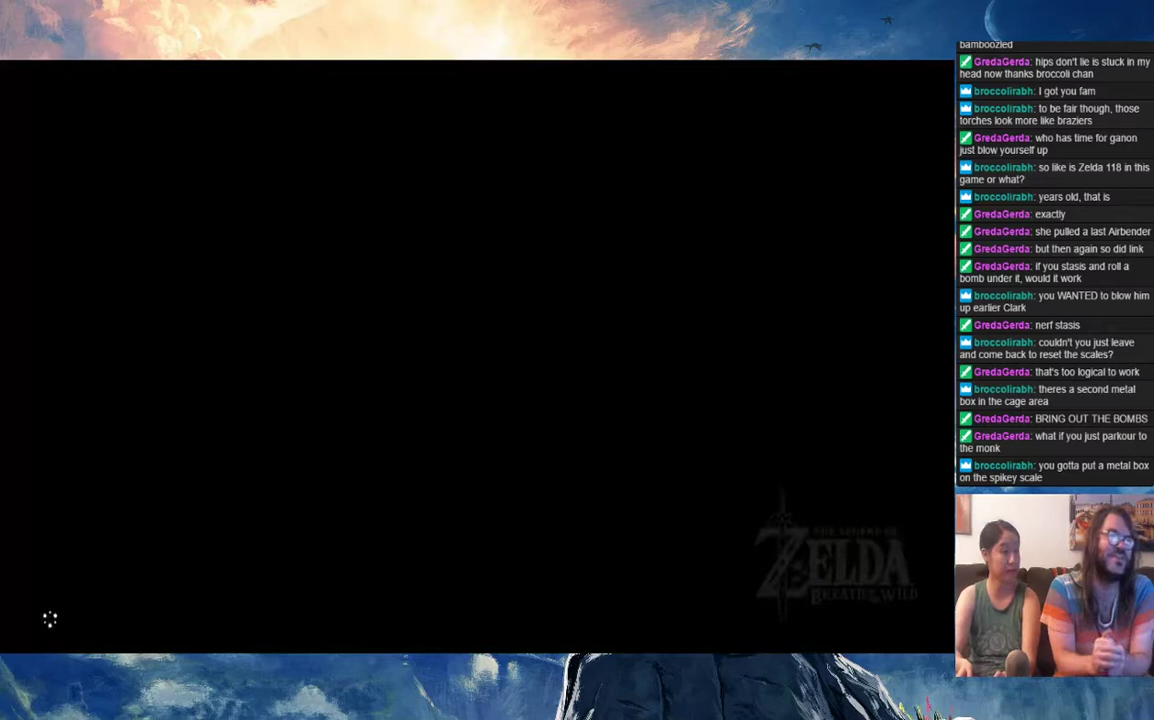 bamboozled
GredaGerda: hips don't lie is stuck in my
head now thanks broccoli chan
broccolirabh: I got you fam
broccolirabh: to be fair though, those
torches look more like braziers
GredaGerda: who has time for ganon
just blow yourself up
broccolirabh: so like is Zelda 118 in this
game or what?
broccolirabh: years old, that is
GredaGerda: exactly
GredaGerda: she pulled a last Airbender
GredaGerda: but then again so did link
GredaGerda: if you stasis and roll a
bomb under it, would it work
broccolirabh: you WANTED to blow him
up earlier Clark
GredaGerda: nerf stasis
broccolirabh: couldn't you just leave
and come back to reset the scales?
GredaGerda: that's too logical to work
broccolirabh: theres a second metal
box in the cage area
GredaGerda: BRING OUT THE BOMBS
GredaGerda: what if you just parkour to
the monk
broccolirabh: you gotta put a metal box
on the spikey scale
THE LEGEND OF
ZELDA
BREATH OF THE WILD